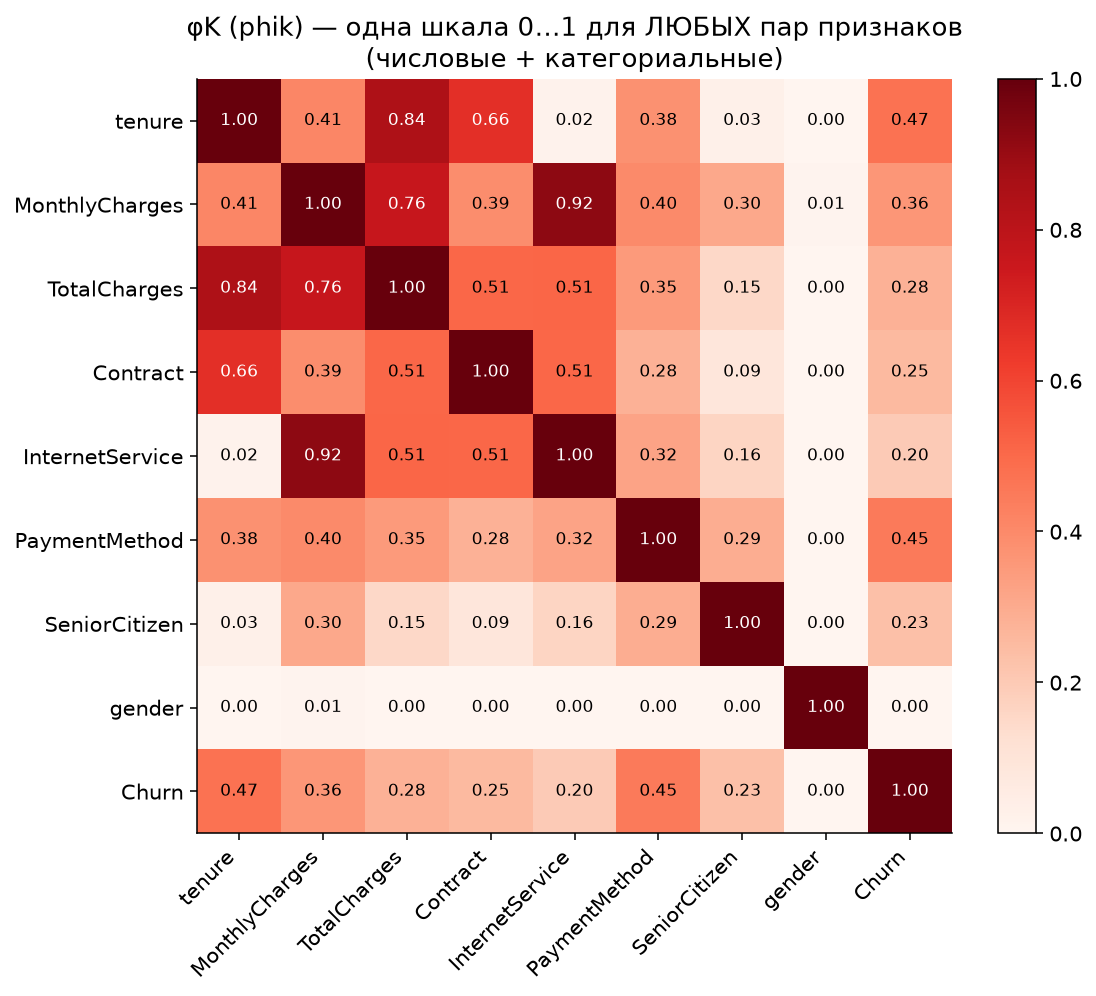 φK (phik) — одна шкала 0…1 для ЛЮБЫХ пар признаков
(числовые + категориальные)
tenure 1.00 0.41 0.84 0.66 0.02 0.38 0.03 0.00 0.47
MonthlyCharges 0.41 1.00 0.76 0.39 0.92 0.40 0.30 0.01 0.36
TotalCharges 0.84 0.76 1.00 0.51 0.51 0.35 0.15 0.00 0.28
Contract 0.66 0.39 0.51 1.00 0.51 0.28 0.09 0.00 0.25
InternetService 0.02 0.92 0.51 0.51 1.00 0.32 0.16 0.00 0.20
PaymentMethod 0.38 0.40 0.35 0.28 0.32 1.00 0.29 0.00 0.45
SeniorCitizen 0.03 0.30 0.15 0.09 0.16 0.29 1.00 0.00 0.23
gender 0.00 0.01 0.00 0.00 0.00 0.00 0.00 1.00 0.00
Churn 0.47 0.36 0.28 0.25 0.20 0.45 0.23 0.00 1.00
tenure MonthlyCharges TotalCharges Contract InternetService PaymentMethod SeniorCitizen gender Churn
1.0
0.8
0.6
0.4
0.2
0.0